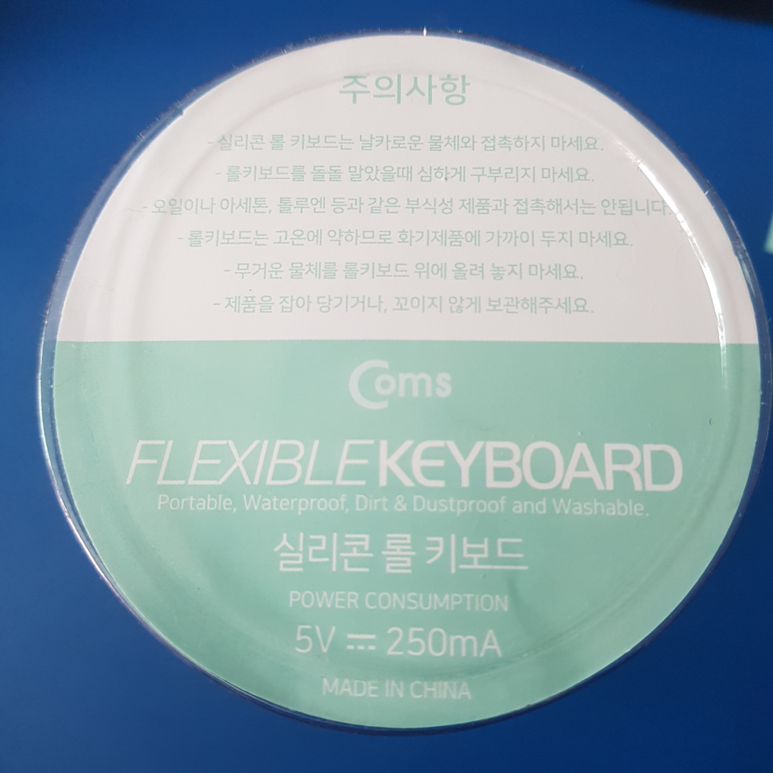 주의사항
- 실리콘 롤 키보드는 날카로운 물체와 접촉하지 마세요.
- 롤키보드를 돌돌 말았을때 심하게 구부리지 마세요.
- 오일이나 아세톤, 톨루엔 등과 같은 부식성 제품과 접촉해서는 안됩니다.
- 롤키보드는 고온에 약하므로 화기제품에 가까이 두지 마세요.
- 무거운 물체를 롤키보드 위에 올려 놓지 마세요.
- 제품을 잡아 당기거나, 꼬이지 않게 보관해주세요.
Coms
FLEXIBLEKEYBOARD
Portable, Waterproof, Dirt & Dustproof and Washable.
실리콘 롤 키보드
POWER CONSUMPTION
5V ⎓ 250mA
MADE IN CHINA